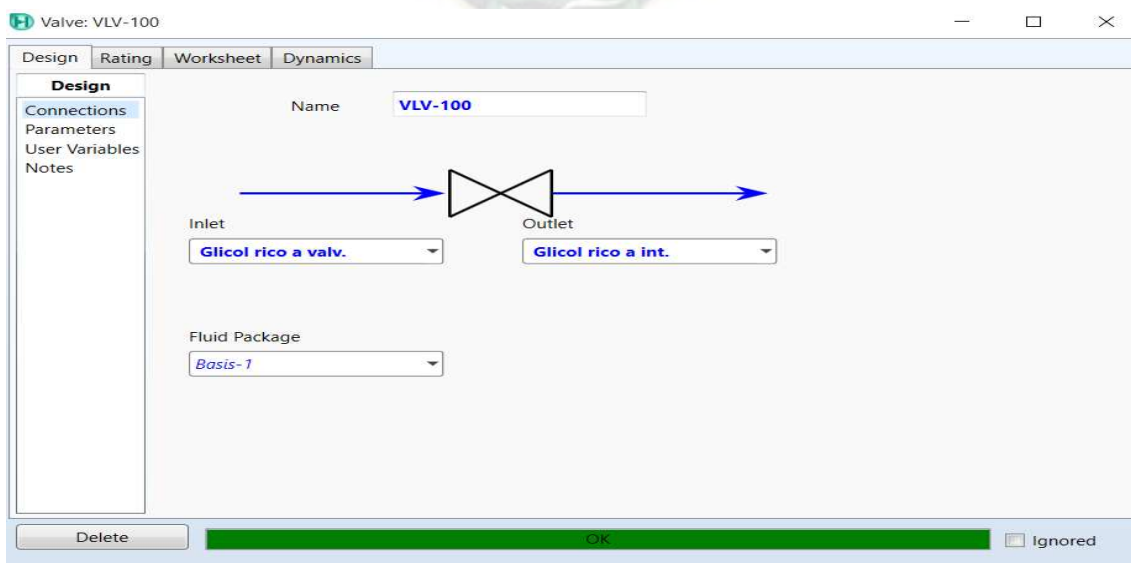 Valve: VLV-100
Design Rating Worksheet Dynamics
Design
Connections
Parameters
User Variables
Notes
Name VLV-100
Inlet Outlet
Glicol rico a valv. Glicol rico a int.
Fluid Package
Basis-1
Delete OK Ignored